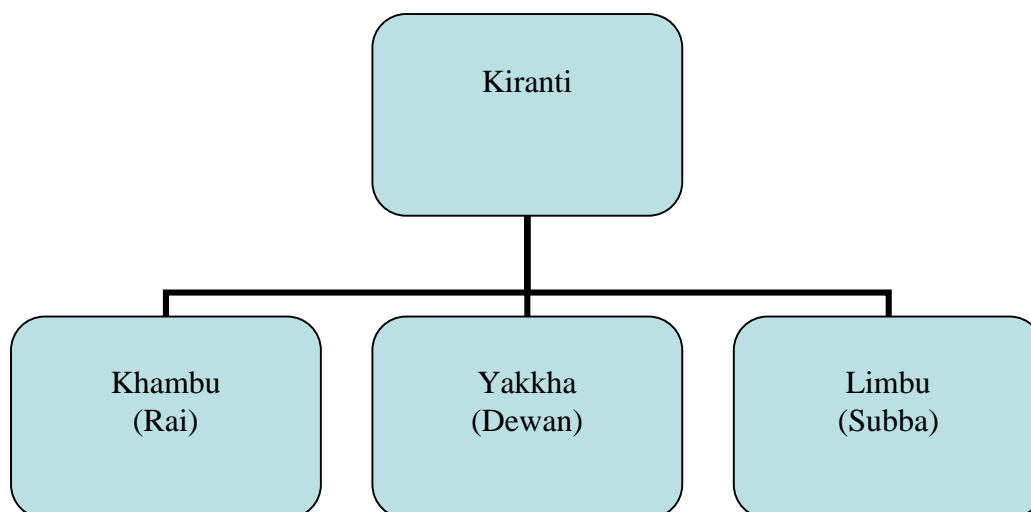 Kiranti
Khambu
(Rai)
Yakkha
(Dewan)
Limbu
(Subba)